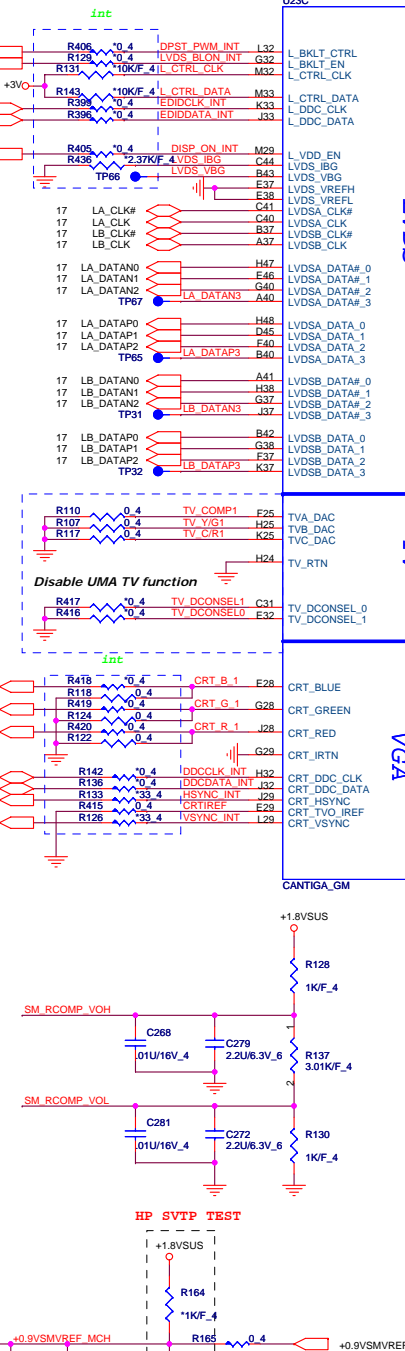 U23C
int
R406 *0_4 DPST_PWM_INT L32 L_BKLT_CTRL
R129 *0_4 LVDS_BLON_INT G32 L_BKLT_EN
R131 *10K/F_4 L_CTRL_CLK M32 L_CTRL_CLK
+3V
R143 *10K/F_4 L_CTRL_DATA M33 L_CTRL_DATA
R399 *0_4 EDIDCLK_INT K33 L_DDC_CLK
R396 *0_4 EDIDDATA_INT J33 L_DDC_DATA
R405 *0_4 DISP_ON_INT M29 L_VDD_EN
R436 *2.37K/F_4 LVDS_IBG C44 LVDS_IBG
TP66 LVDS_VBG B43 LVDS_VBG
E37 LVDS_VREFH
E38 LVDS_VREFL
17 LA_CLK# C41 LVDSA_CLK#
17 LA_CLK C40 LVDSA_CLK
17 LB_CLK# B37 LVDSB_CLK#
17 LB_CLK A37 LVDSB_CLK
17 LA_DATAN0 H47 LVDSA_DATA#_0
17 LA_DATAN1 E46 LVDSA_DATA#_1
17 LA_DATAN2 G40 LVDSA_DATA#_2
TP67 LA_DATAN3 A40 LVDSA_DATA#_3
17 LA_DATAP0 H48 LVDSA_DATA_0
17 LA_DATAP1 D45 LVDSA_DATA_1
17 LA_DATAP2 F40 LVDSA_DATA_2
TP65 LA_DATAP3 B40 LVDSA_DATA_3
17 LB_DATAN0 A41 LVDSB_DATA#_0
17 LB_DATAN1 H38 LVDSB_DATA#_1
17 LB_DATAN2 G37 LVDSB_DATA#_2
TP31 LB_DATAN3 J37 LVDSB_DATA#_3
17 LB_DATAP0 B42 LVDSB_DATA_0
17 LB_DATAP1 G38 LVDSB_DATA_1
17 LB_DATAP2 F37 LVDSB_DATA_2
TP32 LB_DATAP3 K37 LVDSB_DATA_3
R110 0_4 TV_COMP1 F25 TVA_DAC
R107 0_4 TV_Y/G1 H25 TVB_DAC
R117 0_4 TV_C/R1 K25 TVC_DAC
H24 TV_RTN
Disable UMA TV function
R417 *0_4 TV_DCONSEL1 C31 TV_DCONSEL_0
R416 *0_4 TV_DCONSEL0 E32 TV_DCONSEL_1
int
R418 *0_4 CRT_B_1 E28 CRT_BLUE
R118 0_4
R419 *0_4 CRT_G_1 G28 CRT_GREEN
R124 0_4
R420 *0_4 CRT_R_1 J28 CRT_RED
R122 0_4
G29 CRT_IRTN
VGA
R142 *0_4 DDCCLK_INT H32 CRT_DDC_CLK
R136 *0_4 DDCDATA_INT J32 CRT_DDC_DATA
R133 *33_4 HSYNC_INT J29 CRT_HSYNC
R415 0_4 CRTIREF E29 CRT_TVO_IREF
R126 *33_4 VSYNC_INT L29 CRT_VSYNC
CANTIGA_GM
+1.8VSUS
R128
1K/F_4
SM_RCOMP_VOH
C268
.01U/16V_4
C279
2.2U/6.3V_6
1
R137
3.01K/F_4
2
SM_RCOMP_VOL
C281
.01U/16V_4
C272
2.2U/6.3V_6
R130
1K/F_4
HP SVTP TEST
+1.8VSUS
R164
*1K/F_4
+0.9VSMVREF_MCH R165 0_4 +0.9VSMVREF